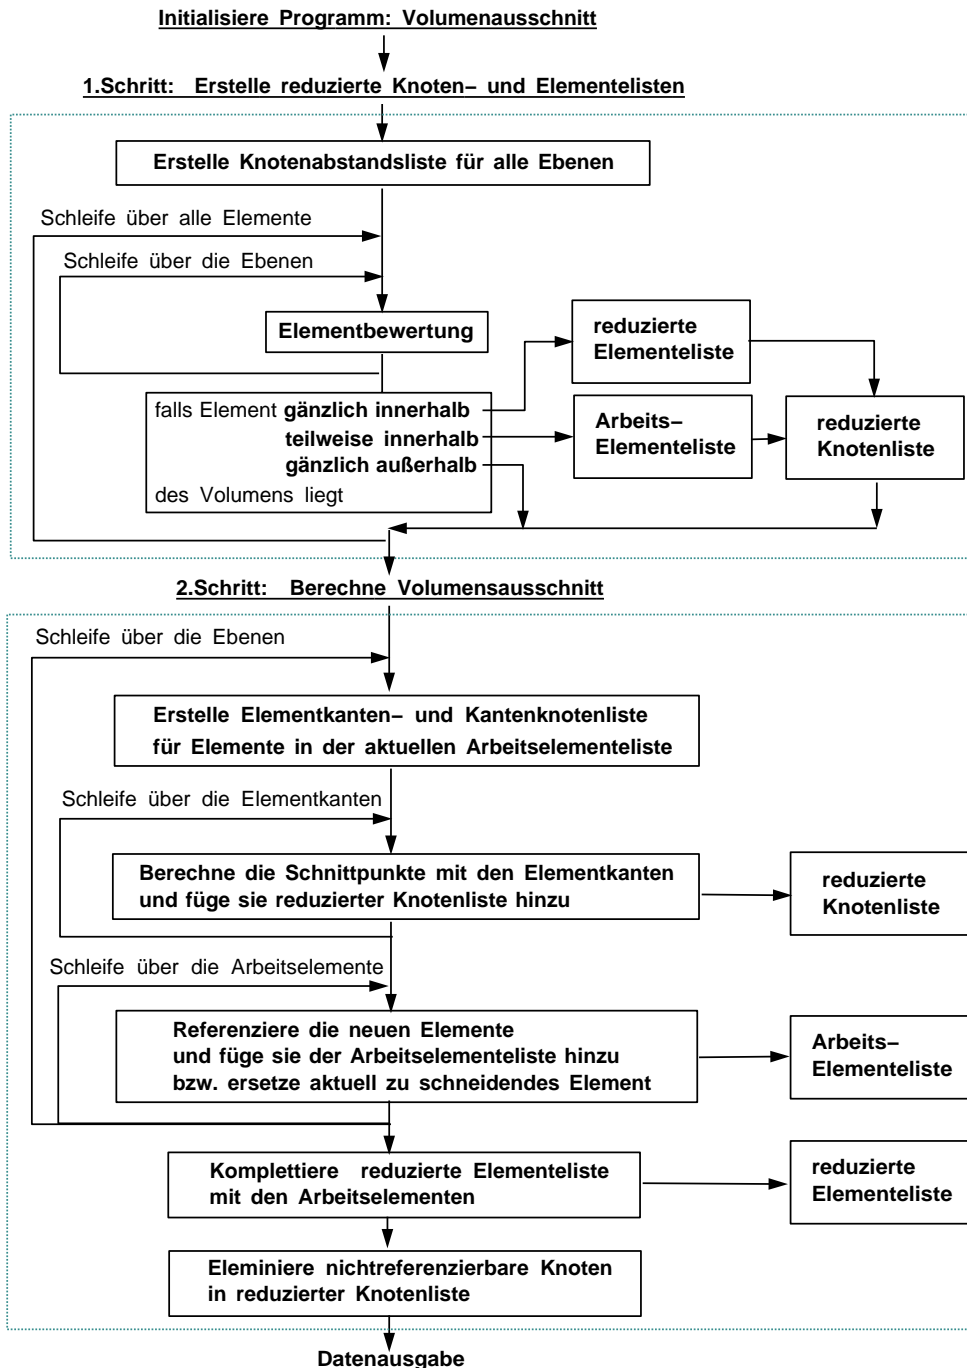 Initialisiere Programm: Volumenausschnitt
1.Schritt: Erstelle reduzierte Knoten– und Elementelisten
Erstelle Knotenabstandsliste für alle Ebenen
Schleife über alle Elemente
Schleife über die Ebenen
Elementbewertung
reduzierte
Elementeliste
falls Element gänzlich innerhalb
teilweise innerhalb
gänzlich außerhalb
des Volumens liegt
Arbeits–
Elementeliste
reduzierte
Knotenliste
2.Schritt: Berechne Volumensausschnitt
Schleife über die Ebenen
Erstelle Elementkanten– und Kantenknotenliste
für Elemente in der aktuellen Arbeitselementeliste
Schleife über die Elementkanten
Berechne die Schnittpunkte mit den Elementkanten
und füge sie reduzierter Knotenliste hinzu
reduzierte
Knotenliste
Schleife über die Arbeitselemente
Referenziere die neuen Elemente
und füge sie der Arbeitselementeliste hinzu
bzw. ersetze aktuell zu schneidendes Element
Arbeits–
Elementeliste
Komplettiere reduzierte Elementeliste
mit den Arbeitselementen
reduzierte
Elementeliste
Eleminiere nichtreferenzierbare Knoten
in reduzierter Knotenliste
Datenausgabe